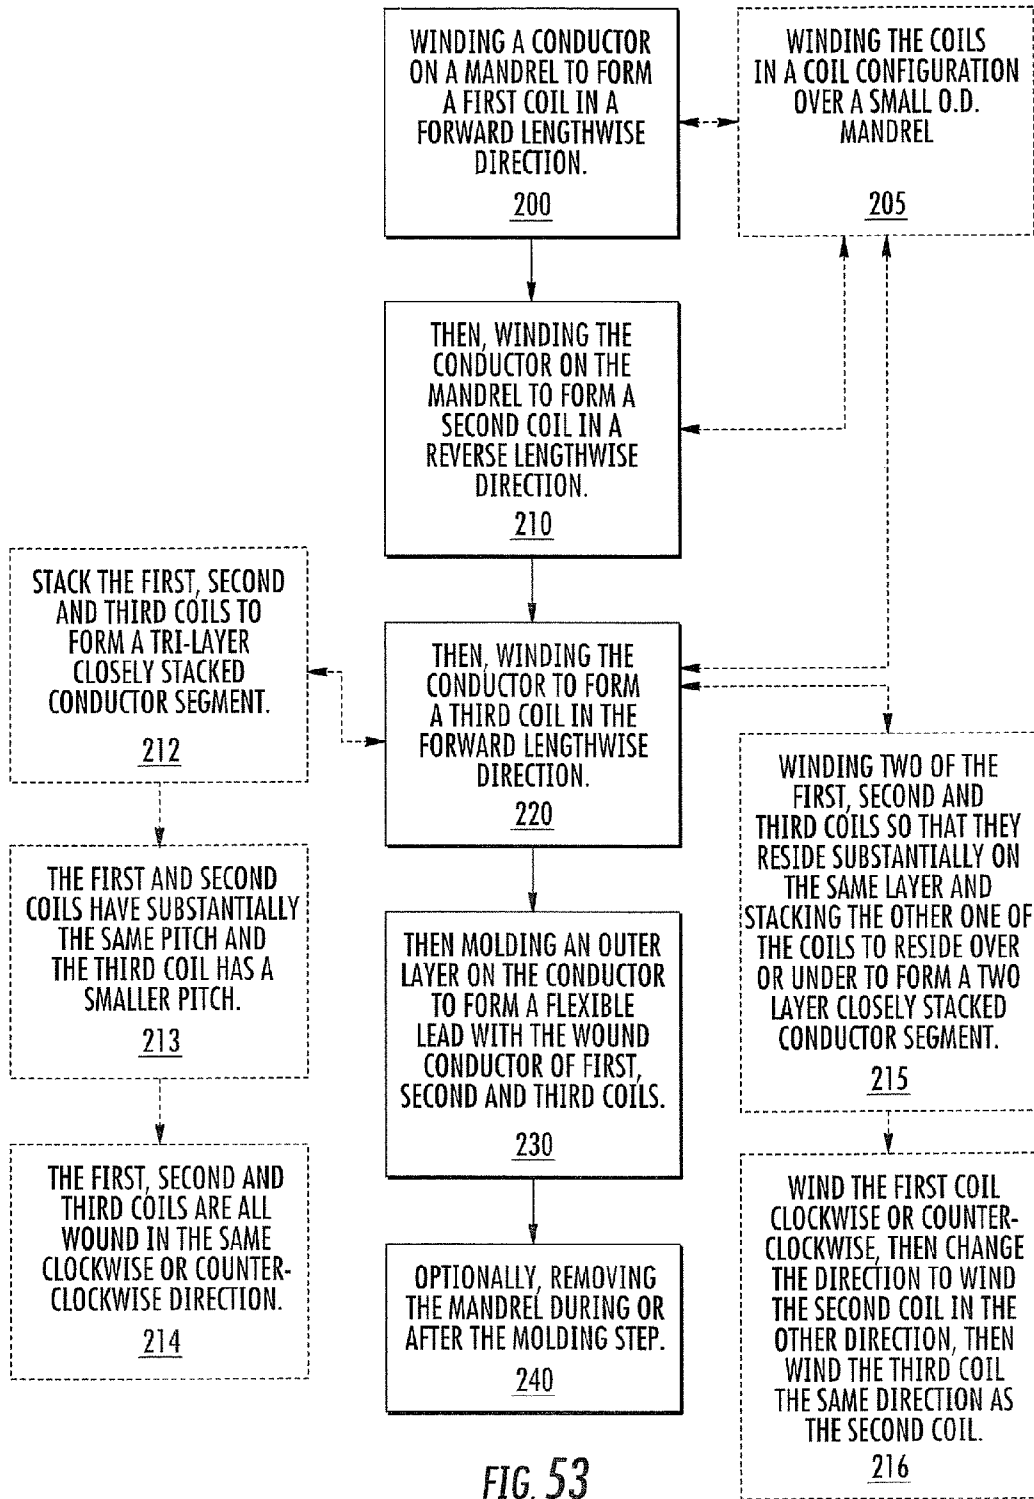 WINDING A CONDUCTOR
ON A MANDREL TO FORM
A FIRST COIL IN A
FORWARD LENGTHWISE
DIRECTION.
200
WINDING THE COILS
IN A COIL CONFIGURATION
OVER A SMALL O.D.
MANDREL
205
THEN, WINDING THE
CONDUCTOR ON THE
MANDREL TO FORM A
SECOND COIL IN A
REVERSE LENGTHWISE
DIRECTION.
210
STACK THE FIRST, SECOND
AND THIRD COILS TO
FORM A TRI-LAYER
CLOSELY STACKED
CONDUCTOR SEGMENT.
212
THEN, WINDING THE
CONDUCTOR TO FORM
A THIRD COIL IN THE
FORWARD LENGTHWISE
DIRECTION.
220
WINDING TWO OF THE
FIRST, SECOND AND
THIRD COILS SO THAT THEY
RESIDE SUBSTANTIALLY ON
THE SAME LAYER AND
STACKING THE OTHER ONE OF
THE COILS TO RESIDE OVER
OR UNDER TO FORM A TWO
LAYER CLOSELY STACKED
CONDUCTOR SEGMENT.
215
THE FIRST AND SECOND
COILS HAVE SUBSTANTIALLY
THE SAME PITCH AND
THE THIRD COIL HAS A
SMALLER PITCH.
213
THEN MOLDING AN OUTER
LAYER ON THE CONDUCTOR
TO FORM A FLEXIBLE
LEAD WITH THE WOUND
CONDUCTOR OF FIRST,
SECOND AND THIRD COILS.
230
THE FIRST, SECOND AND
THIRD COILS ARE ALL
WOUND IN THE SAME
CLOCKWISE OR COUNTER-
CLOCKWISE DIRECTION.
214
OPTIONALLY, REMOVING
THE MANDREL DURING OR
AFTER THE MOLDING STEP.
240
WIND THE FIRST COIL
CLOCKWISE OR COUNTER-
CLOCKWISE, THEN CHANGE
THE DIRECTION TO WIND
THE SECOND COIL IN THE
OTHER DIRECTION, THEN
WIND THE THIRD COIL
THE SAME DIRECTION AS
THE SECOND COIL.
216
FIG. 53